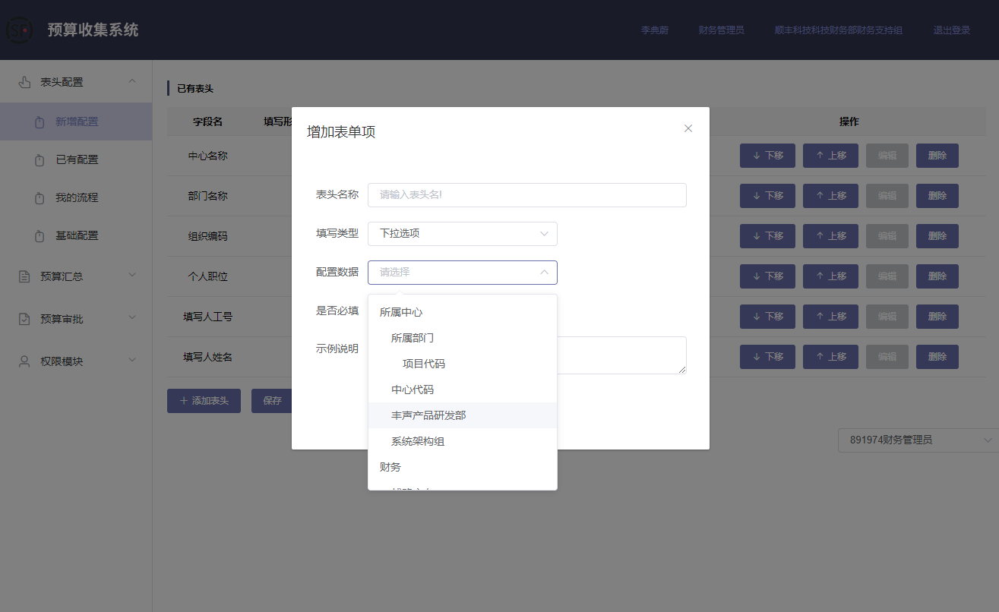 SF
预算收集系统
李典蔚 财务管理员 顺丰科技科技财务部财务支持组 退出登录
表头配置
新增配置
已有配置
我的流程
基础配置
预算汇总
预算审批
权限模块
已有表头
字段名 填写形 操作
中心名称 下移 上移 编辑 删除
部门名称 下移 上移 编辑 删除
组织编码 下移 上移 编辑 删除
个人职位 下移 上移 编辑 删除
填写人工号 下移 上移 编辑 删除
填写人姓名 下移 上移 编辑 删除
添加表头 保存
891974财务管理员
增加表单项
表头名称 请输入表头名!
填写类型 下拉选项
配置数据 请选择
是否必填
示例说明
所属中心
所属部门
项目代码
中心代码
丰声产品研发部
系统架构组
财务